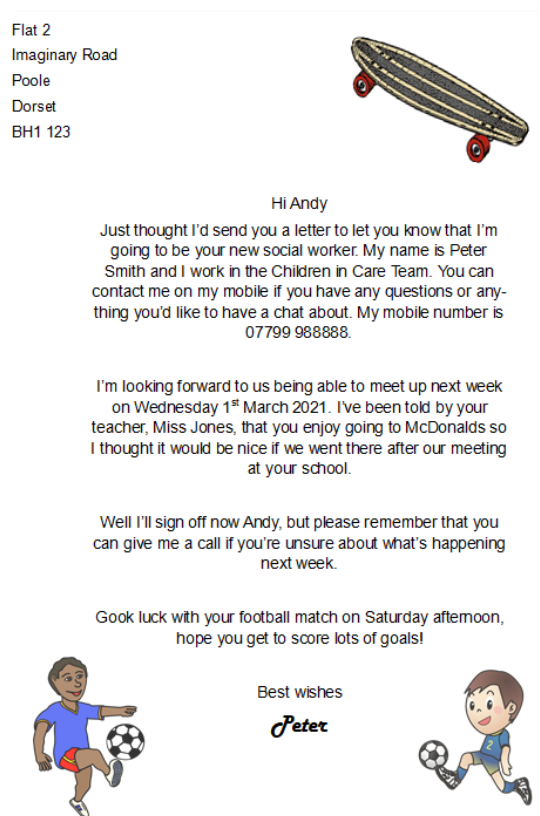 Flat 2
Imaginary Road
Poole
Dorset
BH1 123
Hi Andy
Just thought I'd send you a letter to let you know that I'm
going to be your new social worker. My name is Peter
Smith and I work in the Children in Care Team. You can
contact me on my mobile if you have any questions or any-
thing you'd like to have a chat about. My mobile number is
07799 988888.
I'm looking forward to us being able to meet up next week
on Wednesday 1st March 2021. I've been told by your
teacher, Miss Jones, that you enjoy going to McDonalds so
I thought it would be nice if we went there after our meeting
at your school.
Well I'll sign off now Andy, but please remember that you
can give me a call if you're unsure about what's happening
next week.
Gook luck with your football match on Saturday afternoon,
hope you get to score lots of goals!
Best wishes
Peter
2